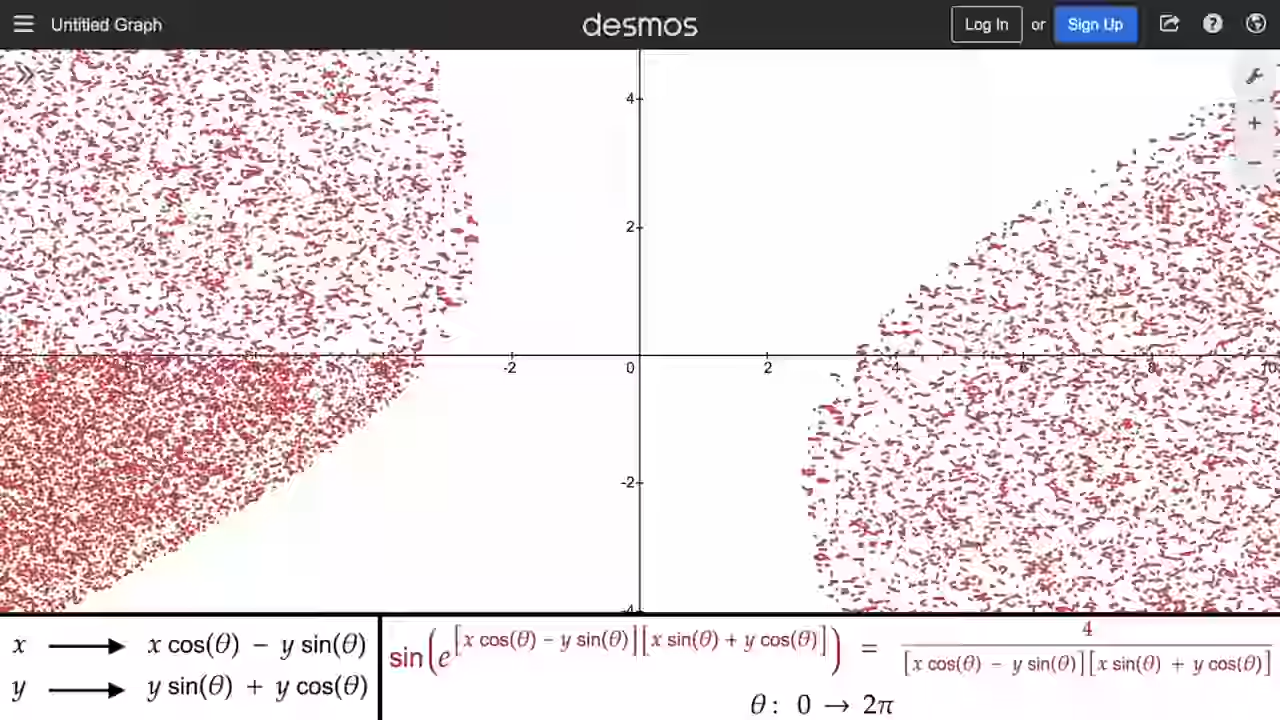 Untitled Graph desmos Log In or Sign Up
4
2
-2 0 2 4 6 8 10
-2
-4
x → x cos(θ) − y sin(θ)
y → y sin(θ) + y cos(θ)
sin(e^[x cos(θ) − y sin(θ)][x sin(θ) + y cos(θ)]) = 4 / [x cos(θ) − y sin(θ)][x sin(θ) + y cos(θ)]
θ: 0 → 2π